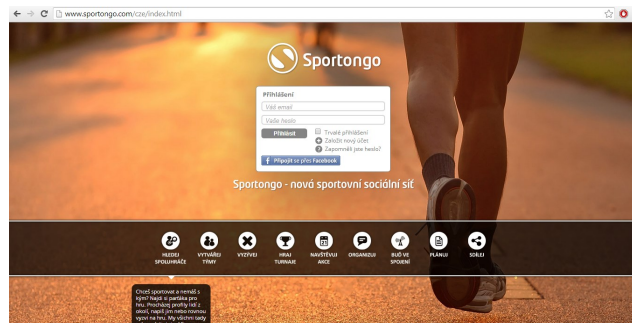 www.sportongo.com/cze/index.html
Sportongo
Přihlášení
Váš email
Vaše heslo
Přihlásit
Trvalé přihlášení
Založit nový účet
Zapomněli jste heslo?
f Připojit se přes Facebook
Sportongo - nová sportovní sociální síť
HLEDEJ
SPOLUHRÁČE
VYTVÁŘEJ
TÝMY
VYZÝVEJ
HRAJ
TURNAJE
NAVŠTĚVUJ
AKCE
ORGANIZUJ
BUĎ VE
SPOJENÍ
PLÁNUJ
SDÍLEJ
Chceš sportovat a nemáš s
kým? Najdi si parťáka pro
hru. Procházej profily lidí z
okolí, napiš jim nebo rovnou
vyzvi na hru. My všichni tady